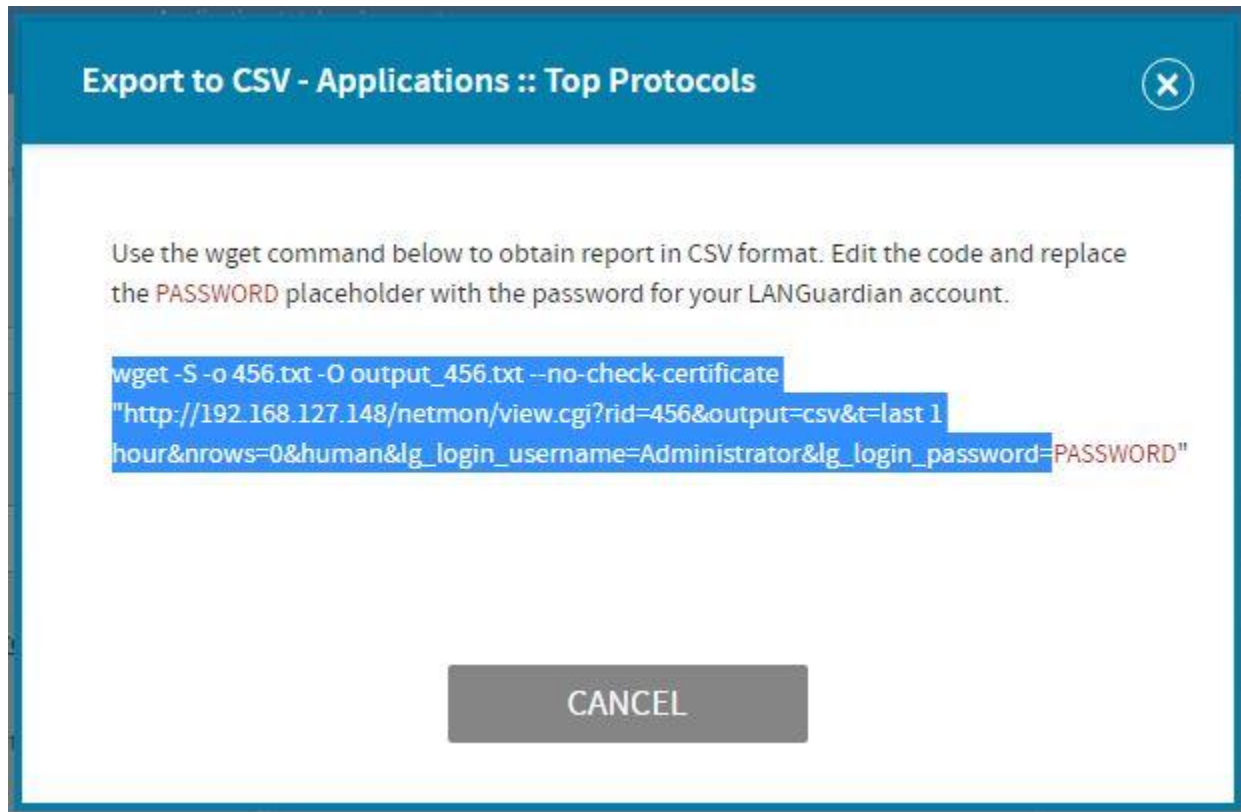 Export to CSV - Applications :: Top Protocols
Use the wget command below to obtain report in CSV format. Edit the code and replace
the PASSWORD placeholder with the password for your LANGuardian account.
wget -S -o 456.txt -O output_456.txt --no-check-certificate
"http://192.168.127.148/netmon/view.cgi?rid=456&output=csv&t=last 1
hour&nrows=0&human&lg_login_username=Administrator&lg_login_password=PASSWORD"
CANCEL